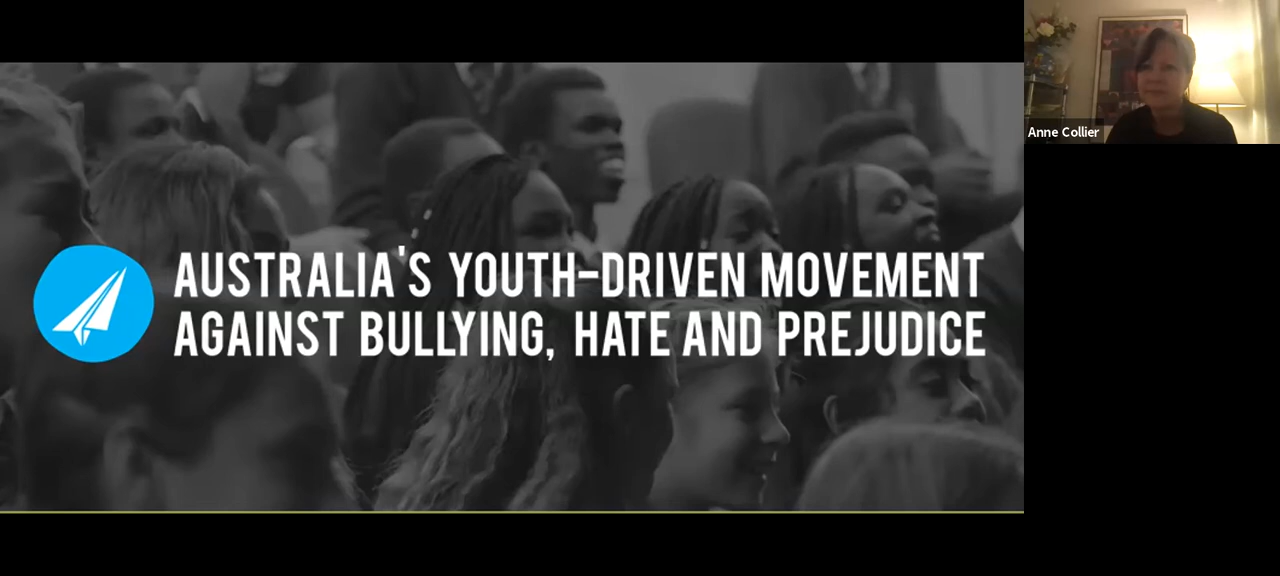 AUSTRALIA'S YOUTH-DRIVEN MOVEMENT
AGAINST BULLYING, HATE AND PREJUDICE
Anne Collier